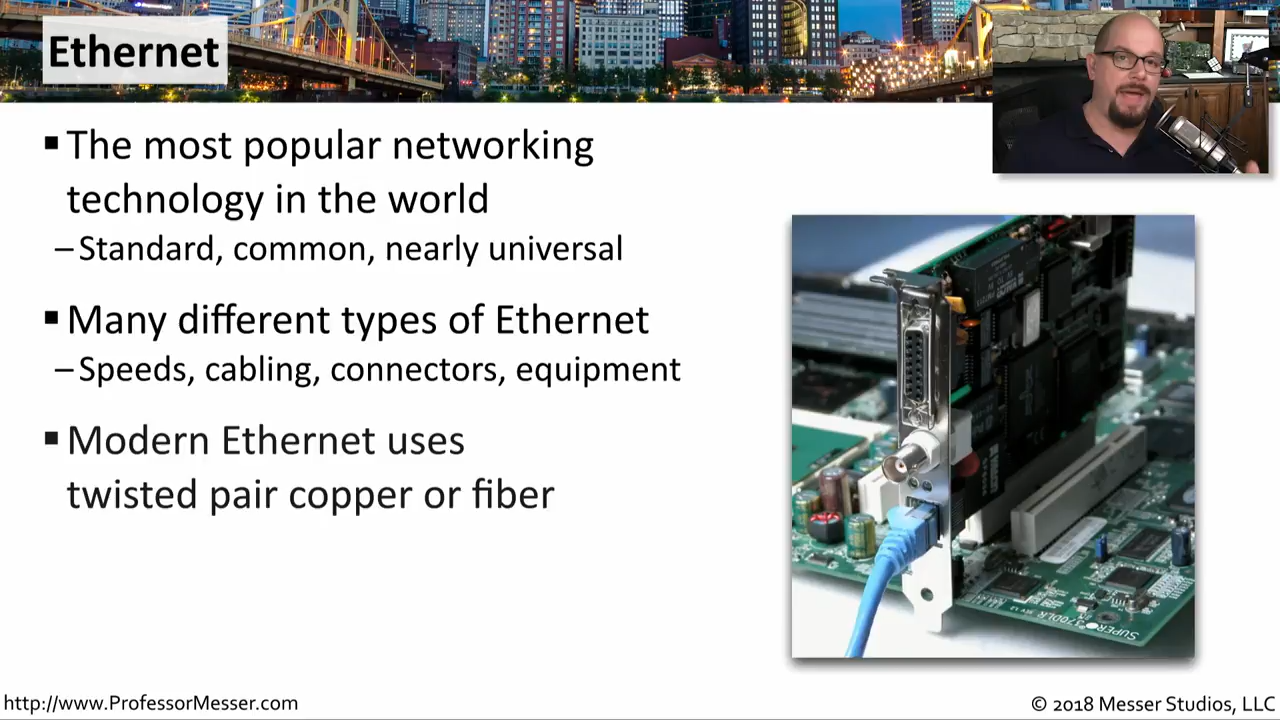 Ethernet
▪ The most popular networking
technology in the world
– Standard, common, nearly universal
▪ Many different types of Ethernet
– Speeds, cabling, connectors, equipment
▪ Modern Ethernet uses
twisted pair copper or fiber
SUPER 370DLR
http://www.ProfessorMesser.com
© 2018 Messer Studios, LLC